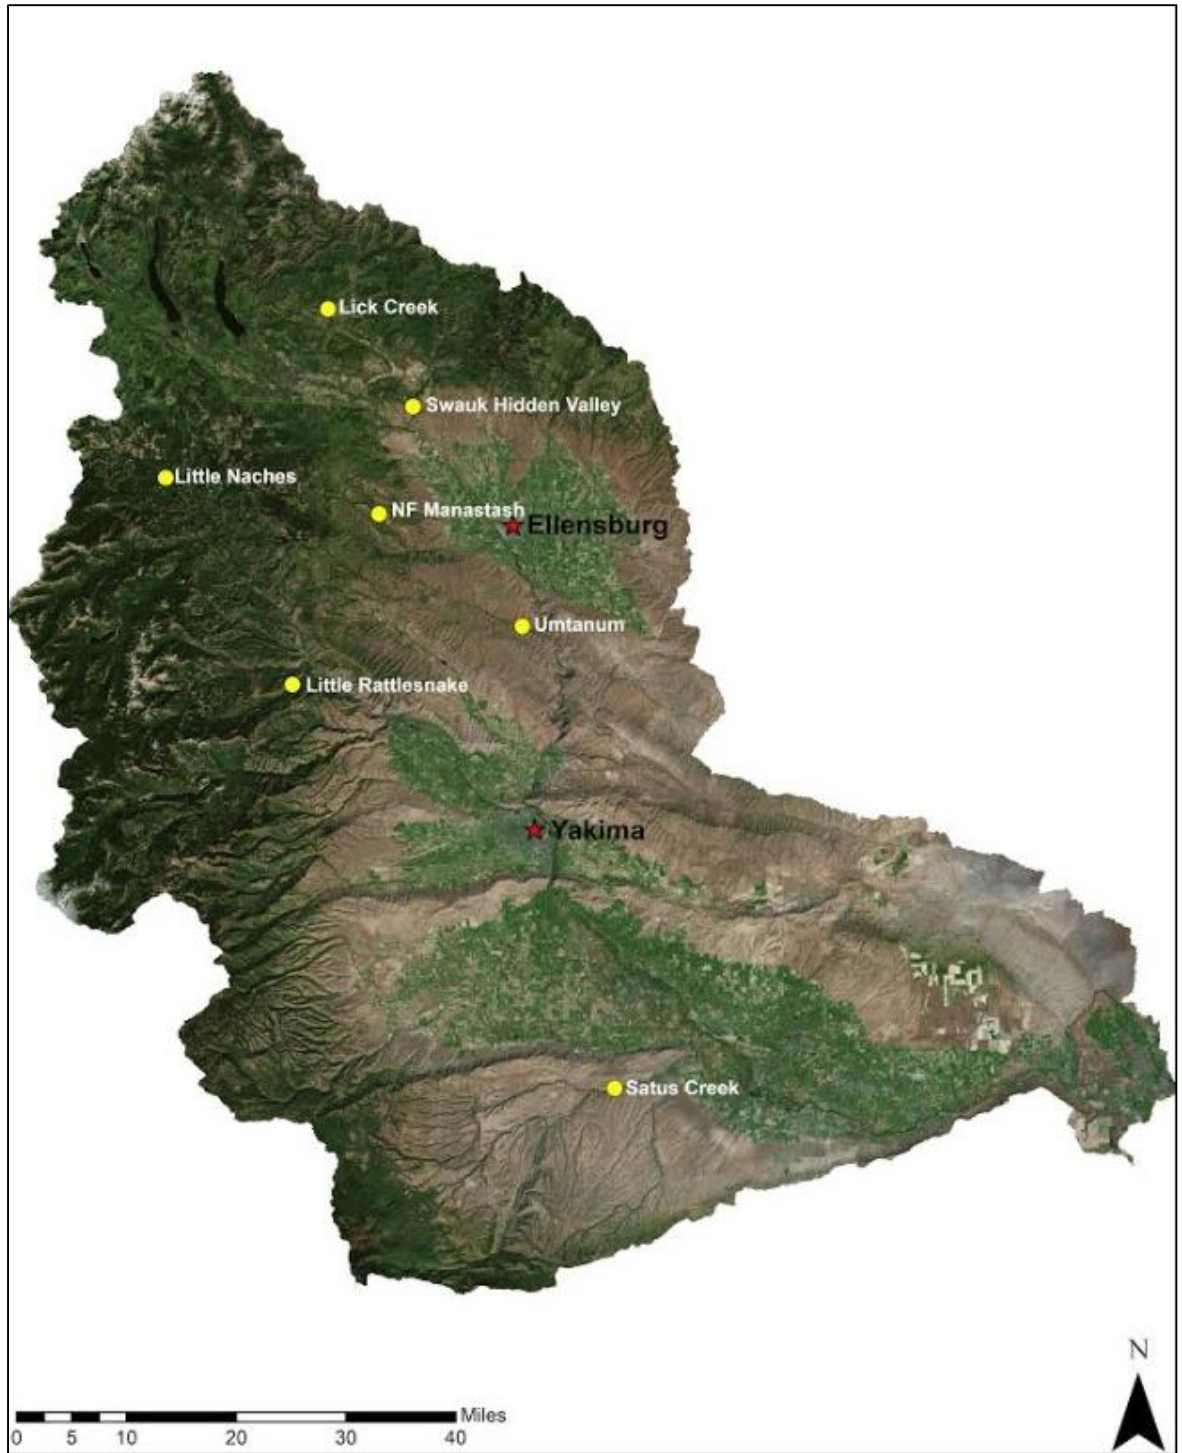 Lick Creek
Swauk Hidden Valley
Little Naches
NF Manastash
Ellensburg
Umtanum
Little Rattlesnake
Yakima
Satus Creek
N
Miles
0 5 10 20 30 40